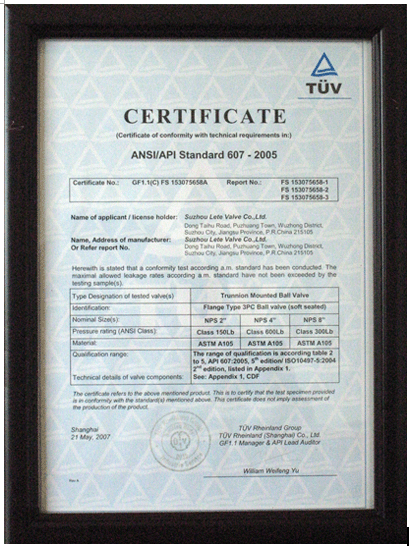 TÜV
CERTIFICATE
(Certificate of conformity with technical requirements in:)
ANSI/API Standard 607 - 2005
Certificate No.: GF1.1(C) FS 153075658A Report No.: FS 153075658-1
FS 153075658-2
FS 153075658-3
Name of applicant / license holder: Suzhou Lete Valve Co.,Ltd.
Dong Taihu Road, Puzhuang Town, Wuzhong District,
Suzhou City, Jiangsu Province, P.R.China 215105
Name, Address of manufacturer: Suzhou Lete Valve Co.,Ltd.
Or Refer report No. Dong Taihu Road, Puzhuang Town, Wuzhong District,
Suzhou City, Jiangsu Province, P.R.China 215105
Herewith is stated that a conformity test according a.m. standard has been conducted. The
maximal allowed leakage rates according a.m. standard have not been exceeded by the
testing sample(s).
Type Designation of tested valve(s) Trunnion Mounted Ball Valve
Identification: Flange Type 3PC Ball valve (soft seated)
Nominal Size(s): NPS 2" NPS 4" NPS 8"
Pressure rating (ANSI Class): Class 150Lb Class 600Lb Class 300Lb
Material: ASTM A105 ASTM A105 ASTM A105
Qualification range: The range of qualification is according table 2
to 5, API 607:2005, 5th edition/ ISO10497-5:2004
2nd edition, listed in Appendix 1.
Technical details of valve components: See: Appendix 1, CDF
The certificate refers to the above mentioned product. This is to certify that the test specimen provided
is in conformity with the standard(s) mentioned above. This certificate does not imply assessment of
the production of the product.
Shanghai
21 May, 2007
TÜV Rheinland Group
TÜV Rheinland (Shanghai) Co., Ltd.
GF1.1 Manager & API Lead Auditor
William Weifeng Yu